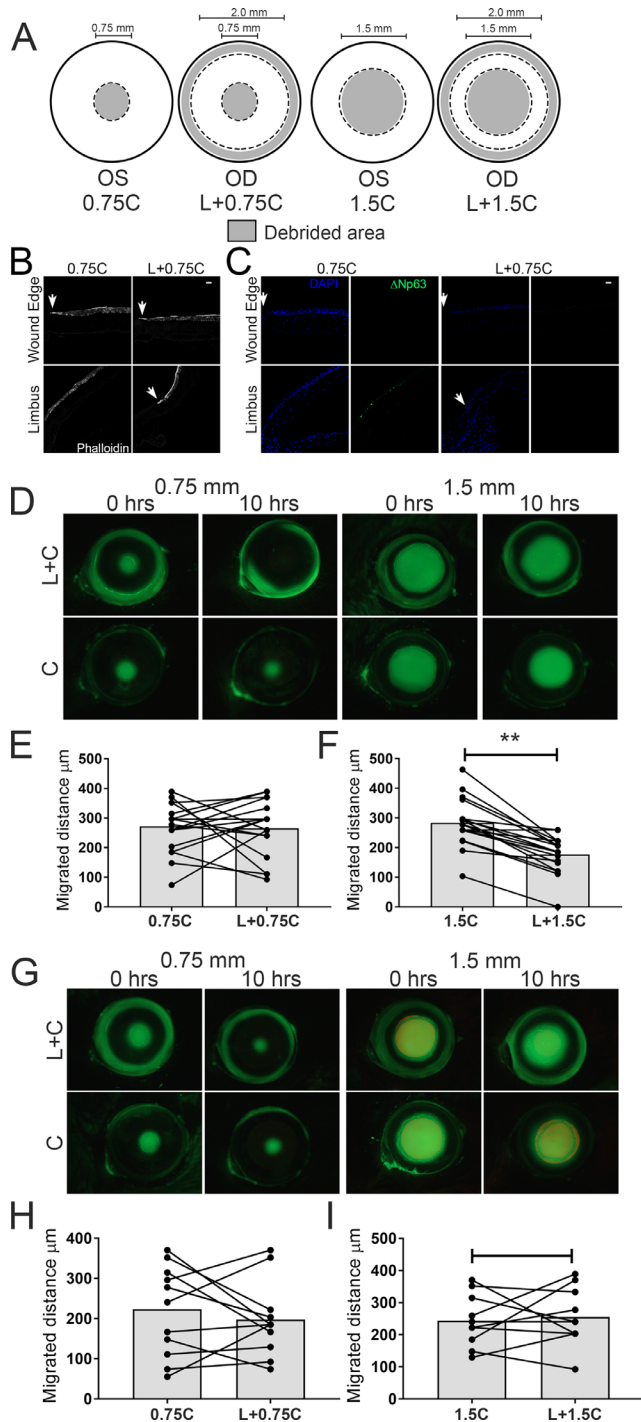 A
0.75 mm
2.0 mm
0.75 mm
1.5 mm
2.0 mm
1.5 mm
OS
0.75C
OD
L+0.75C
OS
1.5C
OD
L+1.5C
Debrided area
B
0.75C
L+0.75C
Wound Edge
Limbus
Phalloidin
C
0.75C
L+0.75C
DAPI
ΔNp63
Wound Edge
Limbus
D
0.75 mm
1.5 mm
0 hrs
10 hrs
0 hrs
10 hrs
L+C
C
E
Migrated distance µm
500
400
300
200
100
0
0.75C
L+0.75C
F
**
Migrated distance µm
500
400
300
200
100
0
1.5C
L+1.5C
G
0.75 mm
1.5 mm
0 hrs
10 hrs
0 hrs
10 hrs
L+C
C
H
Migrated distance µm
400
300
200
100
0
0.75C
L+0.75C
I
Migrated distance µm
500
400
300
200
100
0
1.5C
L+1.5C